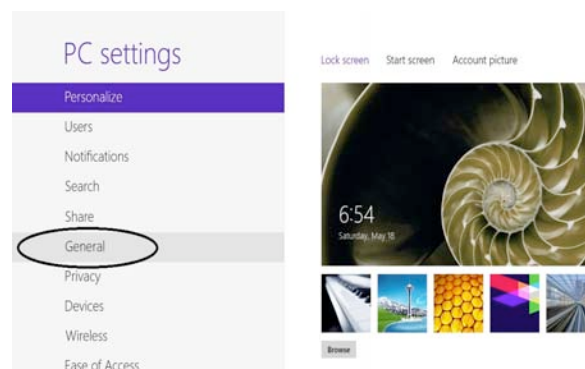 PC settings
Personalize
Users
Notifications
Search
Share
General
Privacy
Devices
Wireless
Ease of Access
Lock screen Start screen Account picture
6:54
Saturday, May 18
Browse